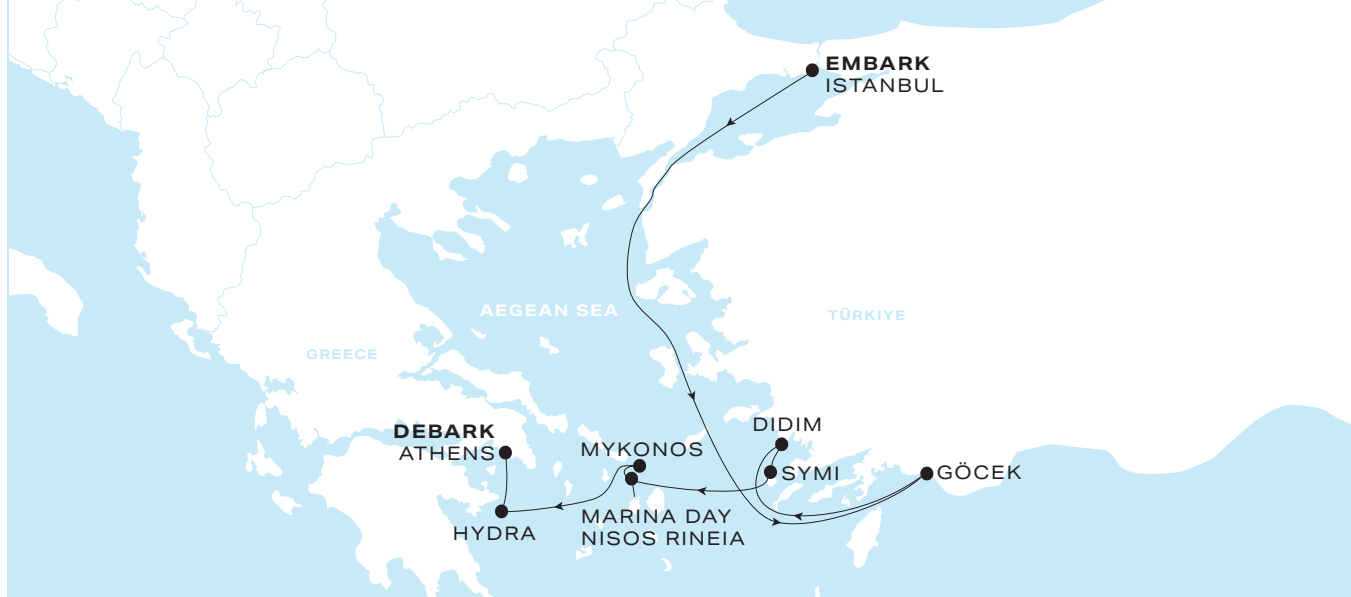 EMBARK
ISTANBUL
AEGEAN SEA
TÜRKIYE
GREECE
DIDIM
DEBARK
ATHENS
MYKONOS
SYMI
GÖCEK
MARINA DAY
NISOS RINEIA
HYDRA